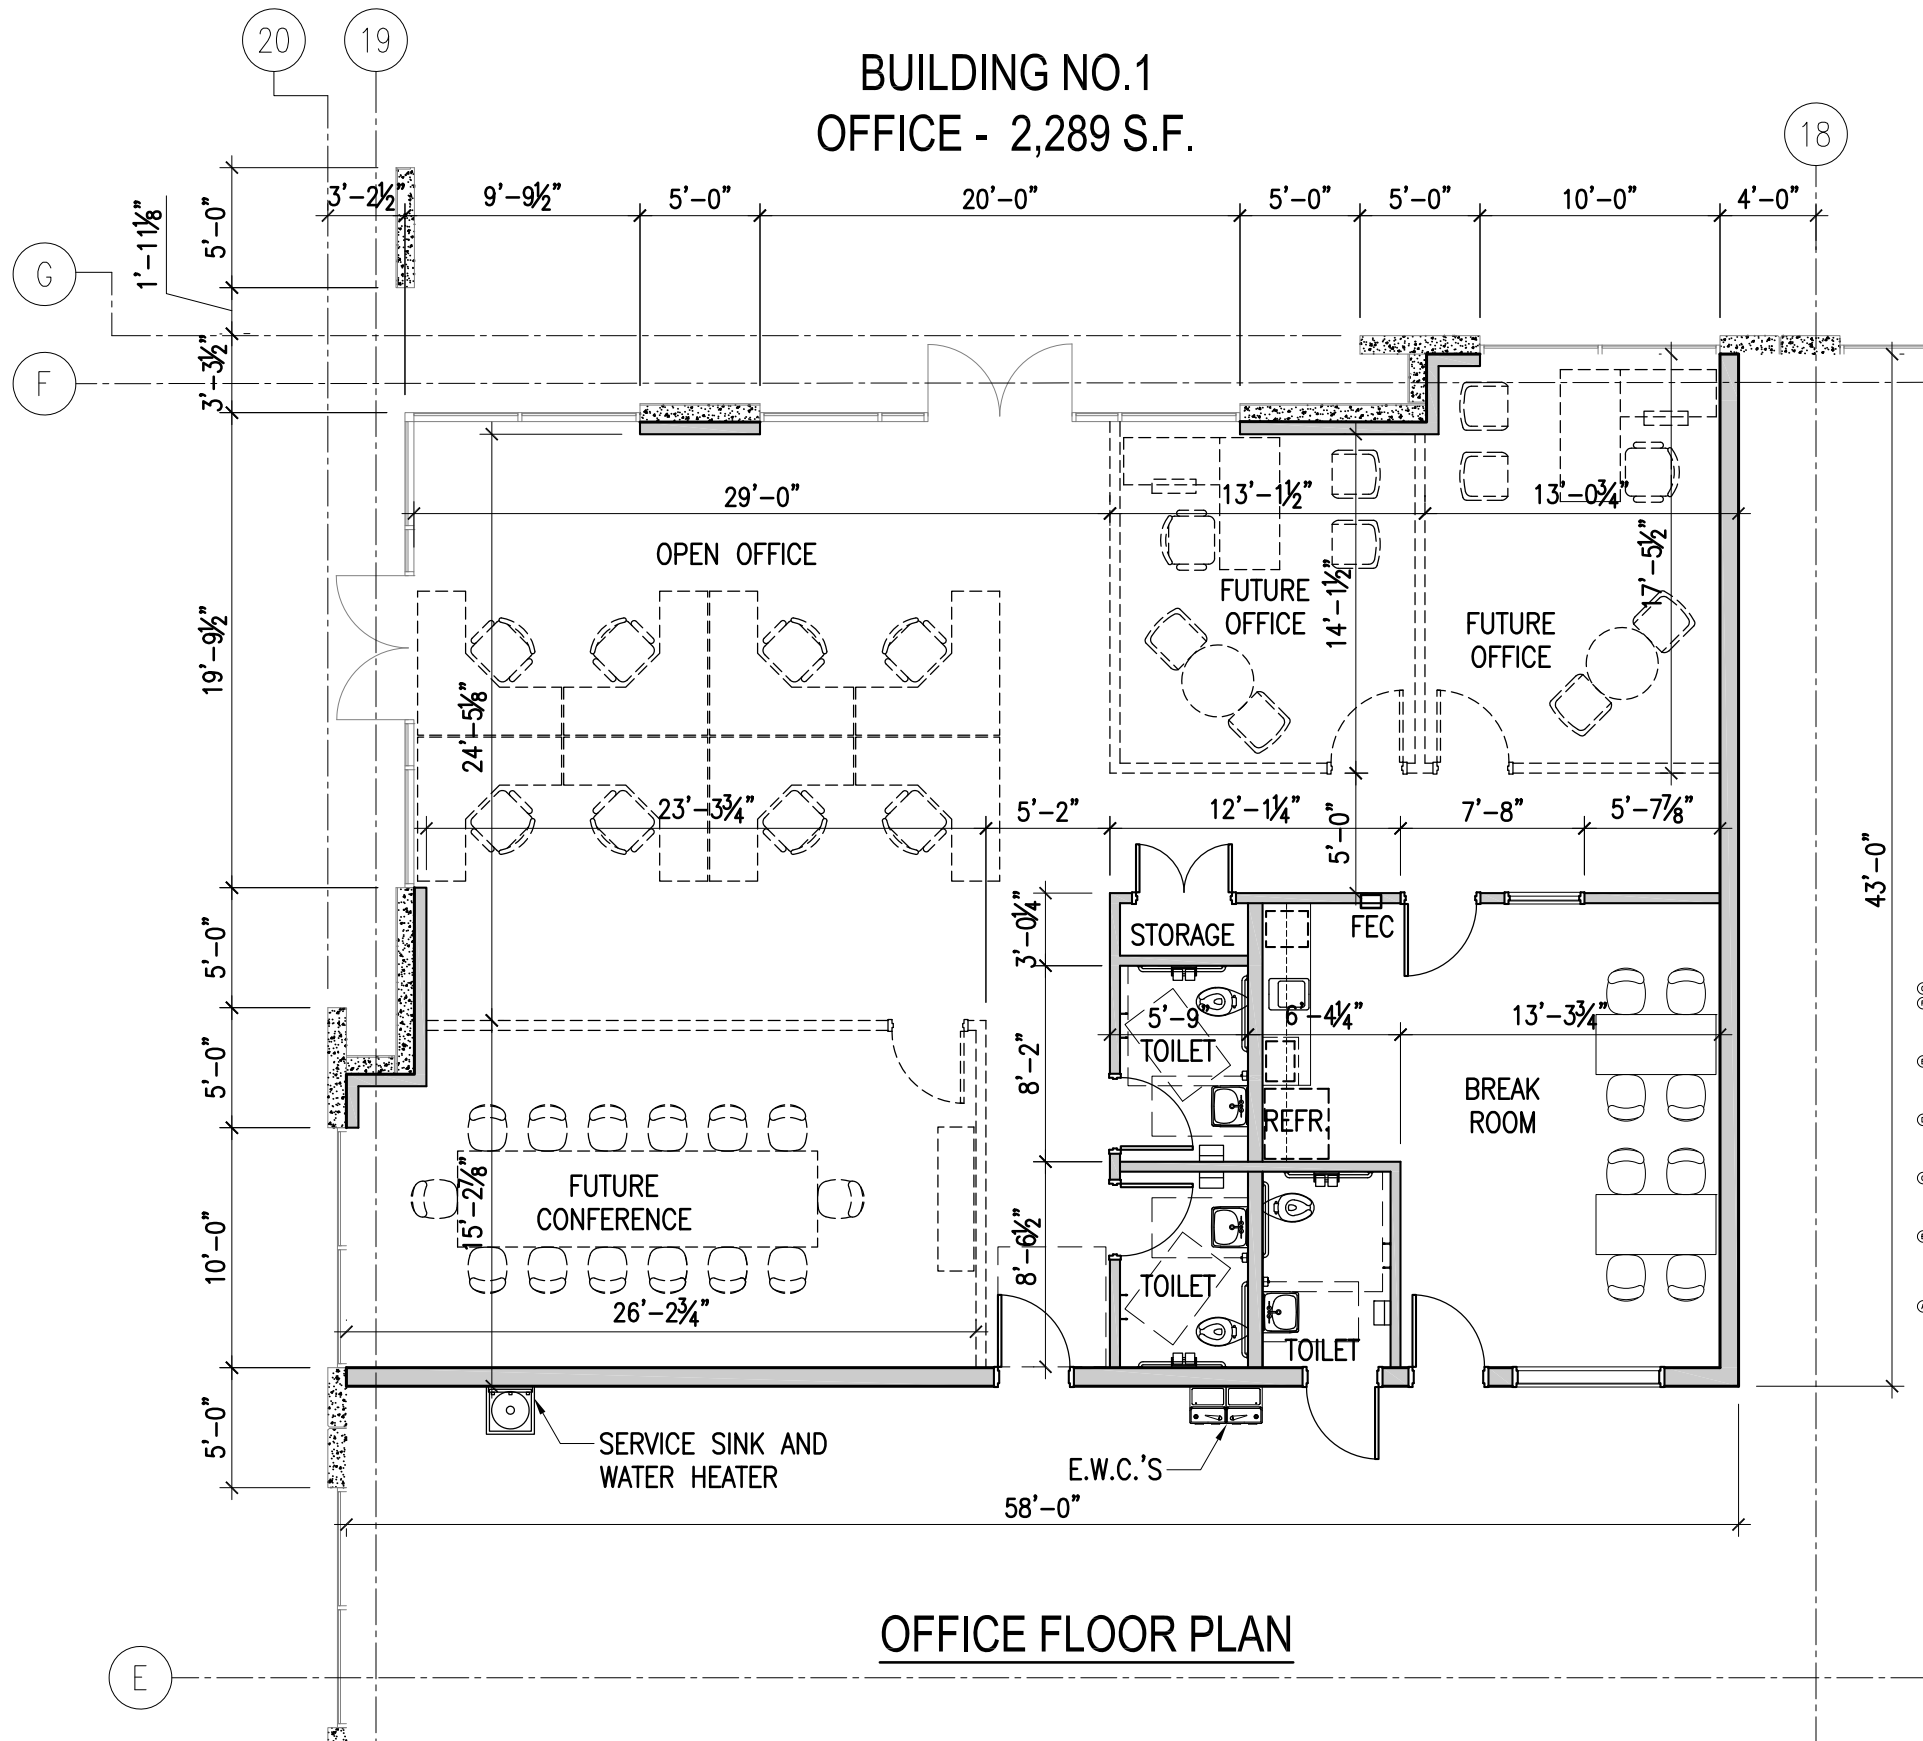 20
19
BUILDING NO.1
OFFICE - 2,289 S.F.
18
3'-2½"
9'-9½"
5'-0"
20'-0"
5'-0"
5'-0"
10'-0"
4'-0"
5'-0"
1'-11⅛"
G
3'-3½"
F
29'-0"
13'-1½"
13'-0¾"
OPEN OFFICE
17'-5½"
14'-1½"
FUTURE
OFFICE
FUTURE
OFFICE
19'-9½"
24'-5⅛"
23'-3¾"
5'-2"
12'-1¼"
7'-8"
5'-7⅞"
5'-0"
43'-0"
5'-0"
3'-0¼"
STORAGE
FEC
5'-9"
6'-4¼"
13'-3¾"
TOILET
5'-0"
8'-2"
BREAK
ROOM
REFR.
FUTURE
CONFERENCE
15'-2⅞"
10'-0"
8'-6½"
TOILET
26'-2¾"
TOILET
5'-0"
SERVICE SINK AND
WATER HEATER
E.W.C.'S
58'-0"
OFFICE FLOOR PLAN
E